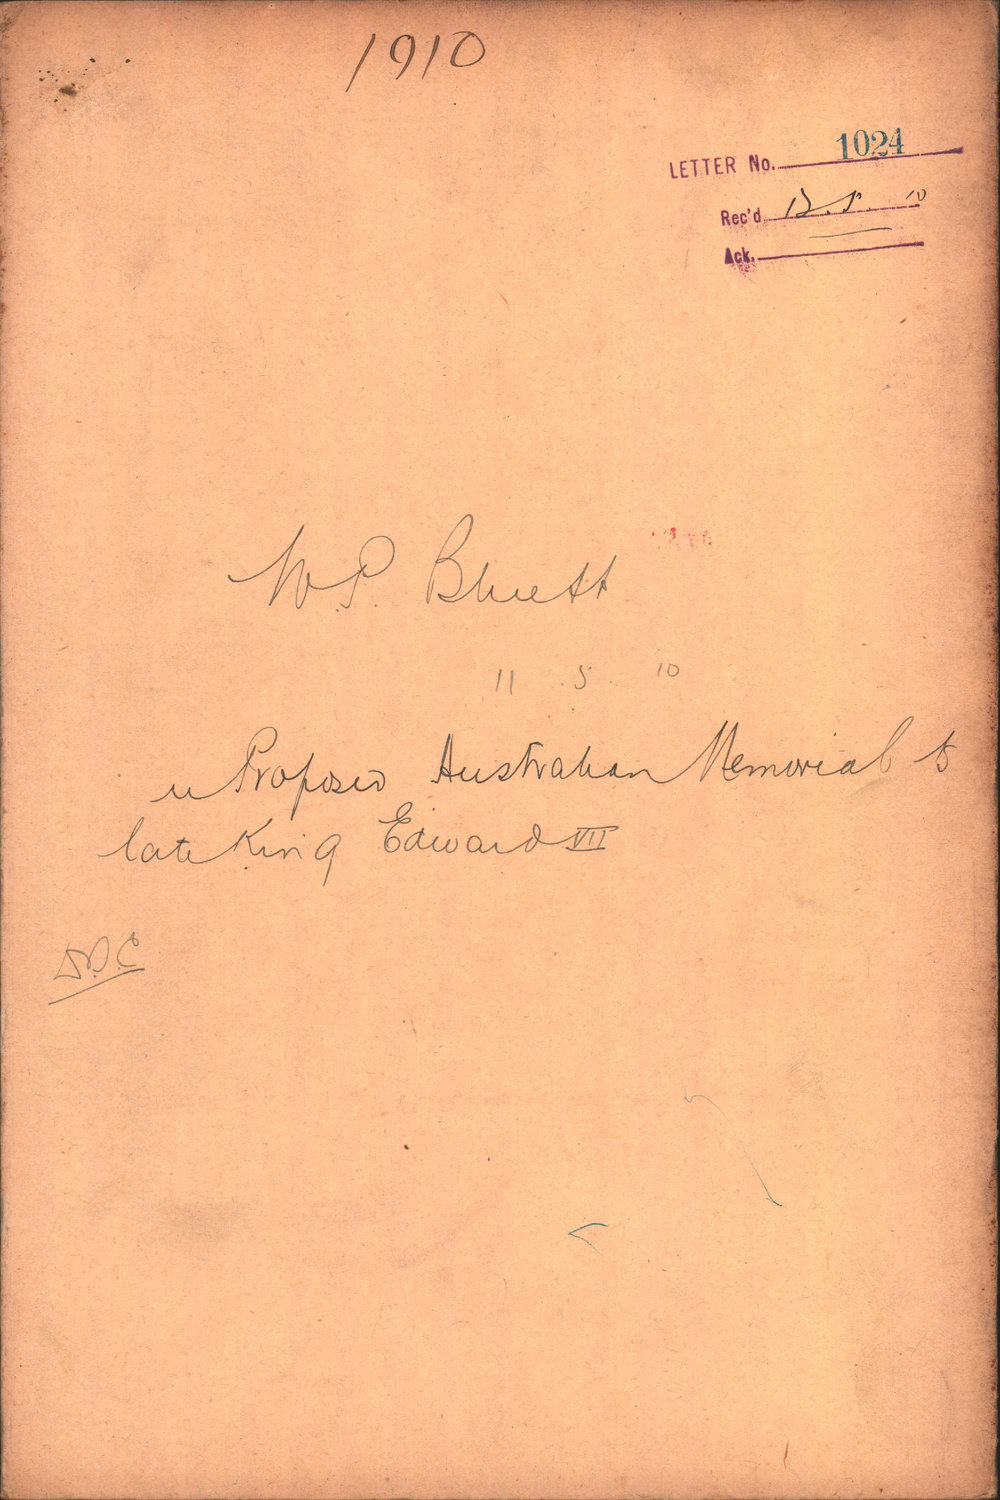 1910
LETTER No. 1024
Rec'd 12.5.10
Ack.
W.P. Bluett
11.5.10
re Proposed Australian Memorial to
late King Edward VII